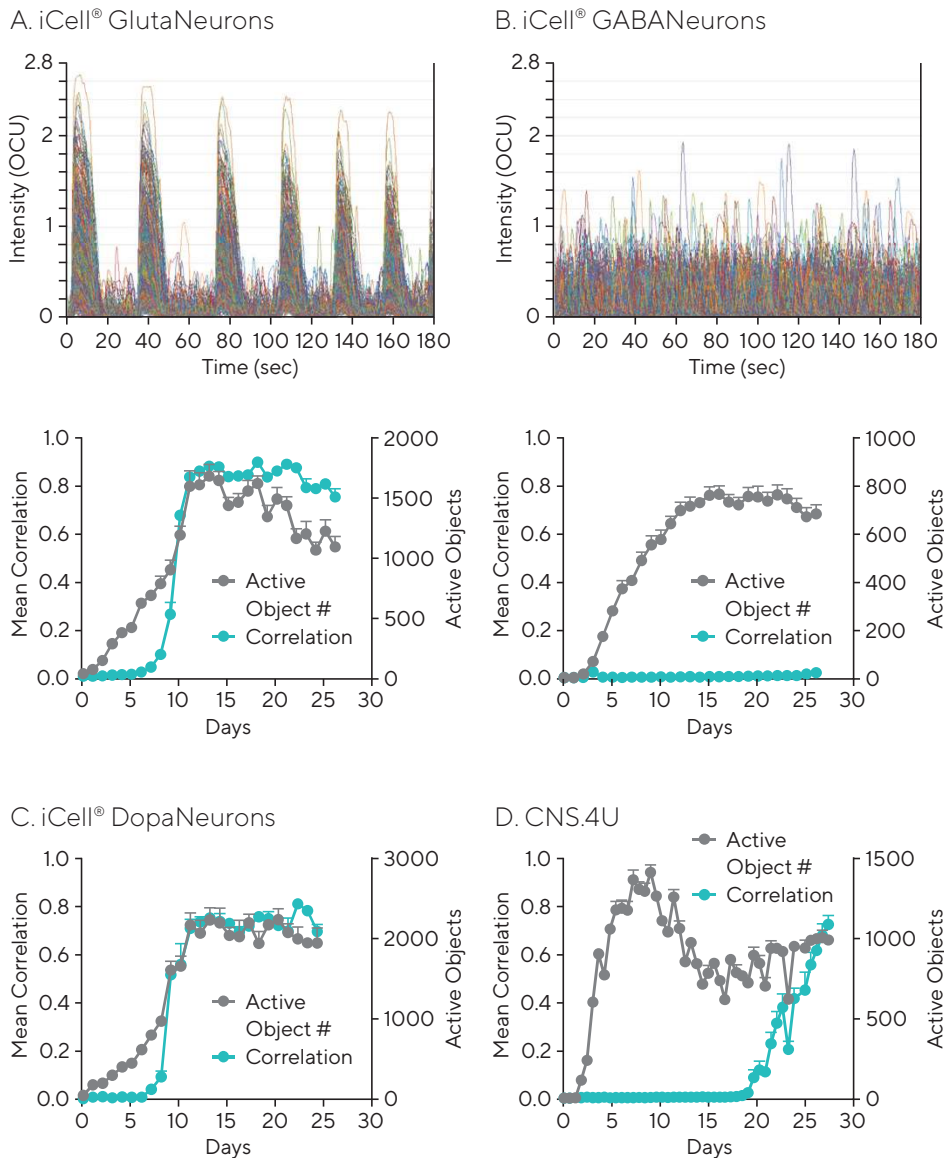 A. iCell® GlutaNeurons
2.8
2
1
0
Intensity (OCU)
0 20 40 60 80 100 120 140 160 180
Time (sec)
B. iCell® GABANeurons
2.8
2
1
0
Intensity (OCU)
0 20 40 60 80 100 120 140 160 180
Time (sec)
1.0
0.8
0.6
0.4
0.2
0.0
Mean Correlation
2000
1500
1000
500
0
Active Objects
Active
Object #
Correlation
0 5 10 15 20 25 30
Days
1.0
0.8
0.6
0.4
0.2
0.0
Mean Correlation
1000
800
600
400
200
0
Active Objects
Active
Object #
Correlation
0 5 10 15 20 25 30
Days
C. iCell® DopaNeurons
1.0
0.8
0.6
0.4
0.2
0.0
Mean Correlation
3000
2000
1000
0
Active Objects
Active
Object #
Correlation
0 5 10 15 20 25 30
Days
D. CNS.4U
Active
Object #
Correlation
1.0
0.8
0.6
0.4
0.2
0.0
Mean Correlation
1500
1000
500
0
Active Objects
0 5 10 15 20 25 30
Days